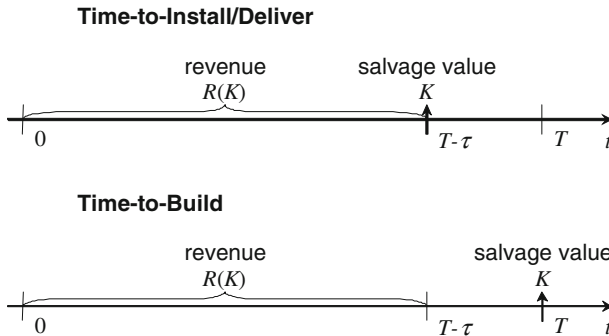 Time-to-Install/Deliver
revenue salvage value
R(K) K
0 T-τ T t
Time-to-Build
revenue salvage value
R(K) K
0 T-τ T t